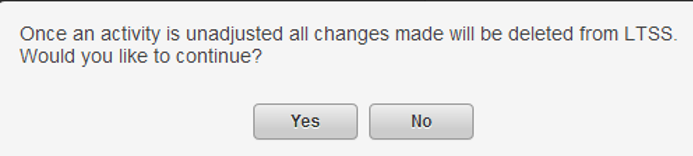 Once an activity is unadjusted all changes made will be deleted from LTSS.
Would you like to continue?
Yes
No